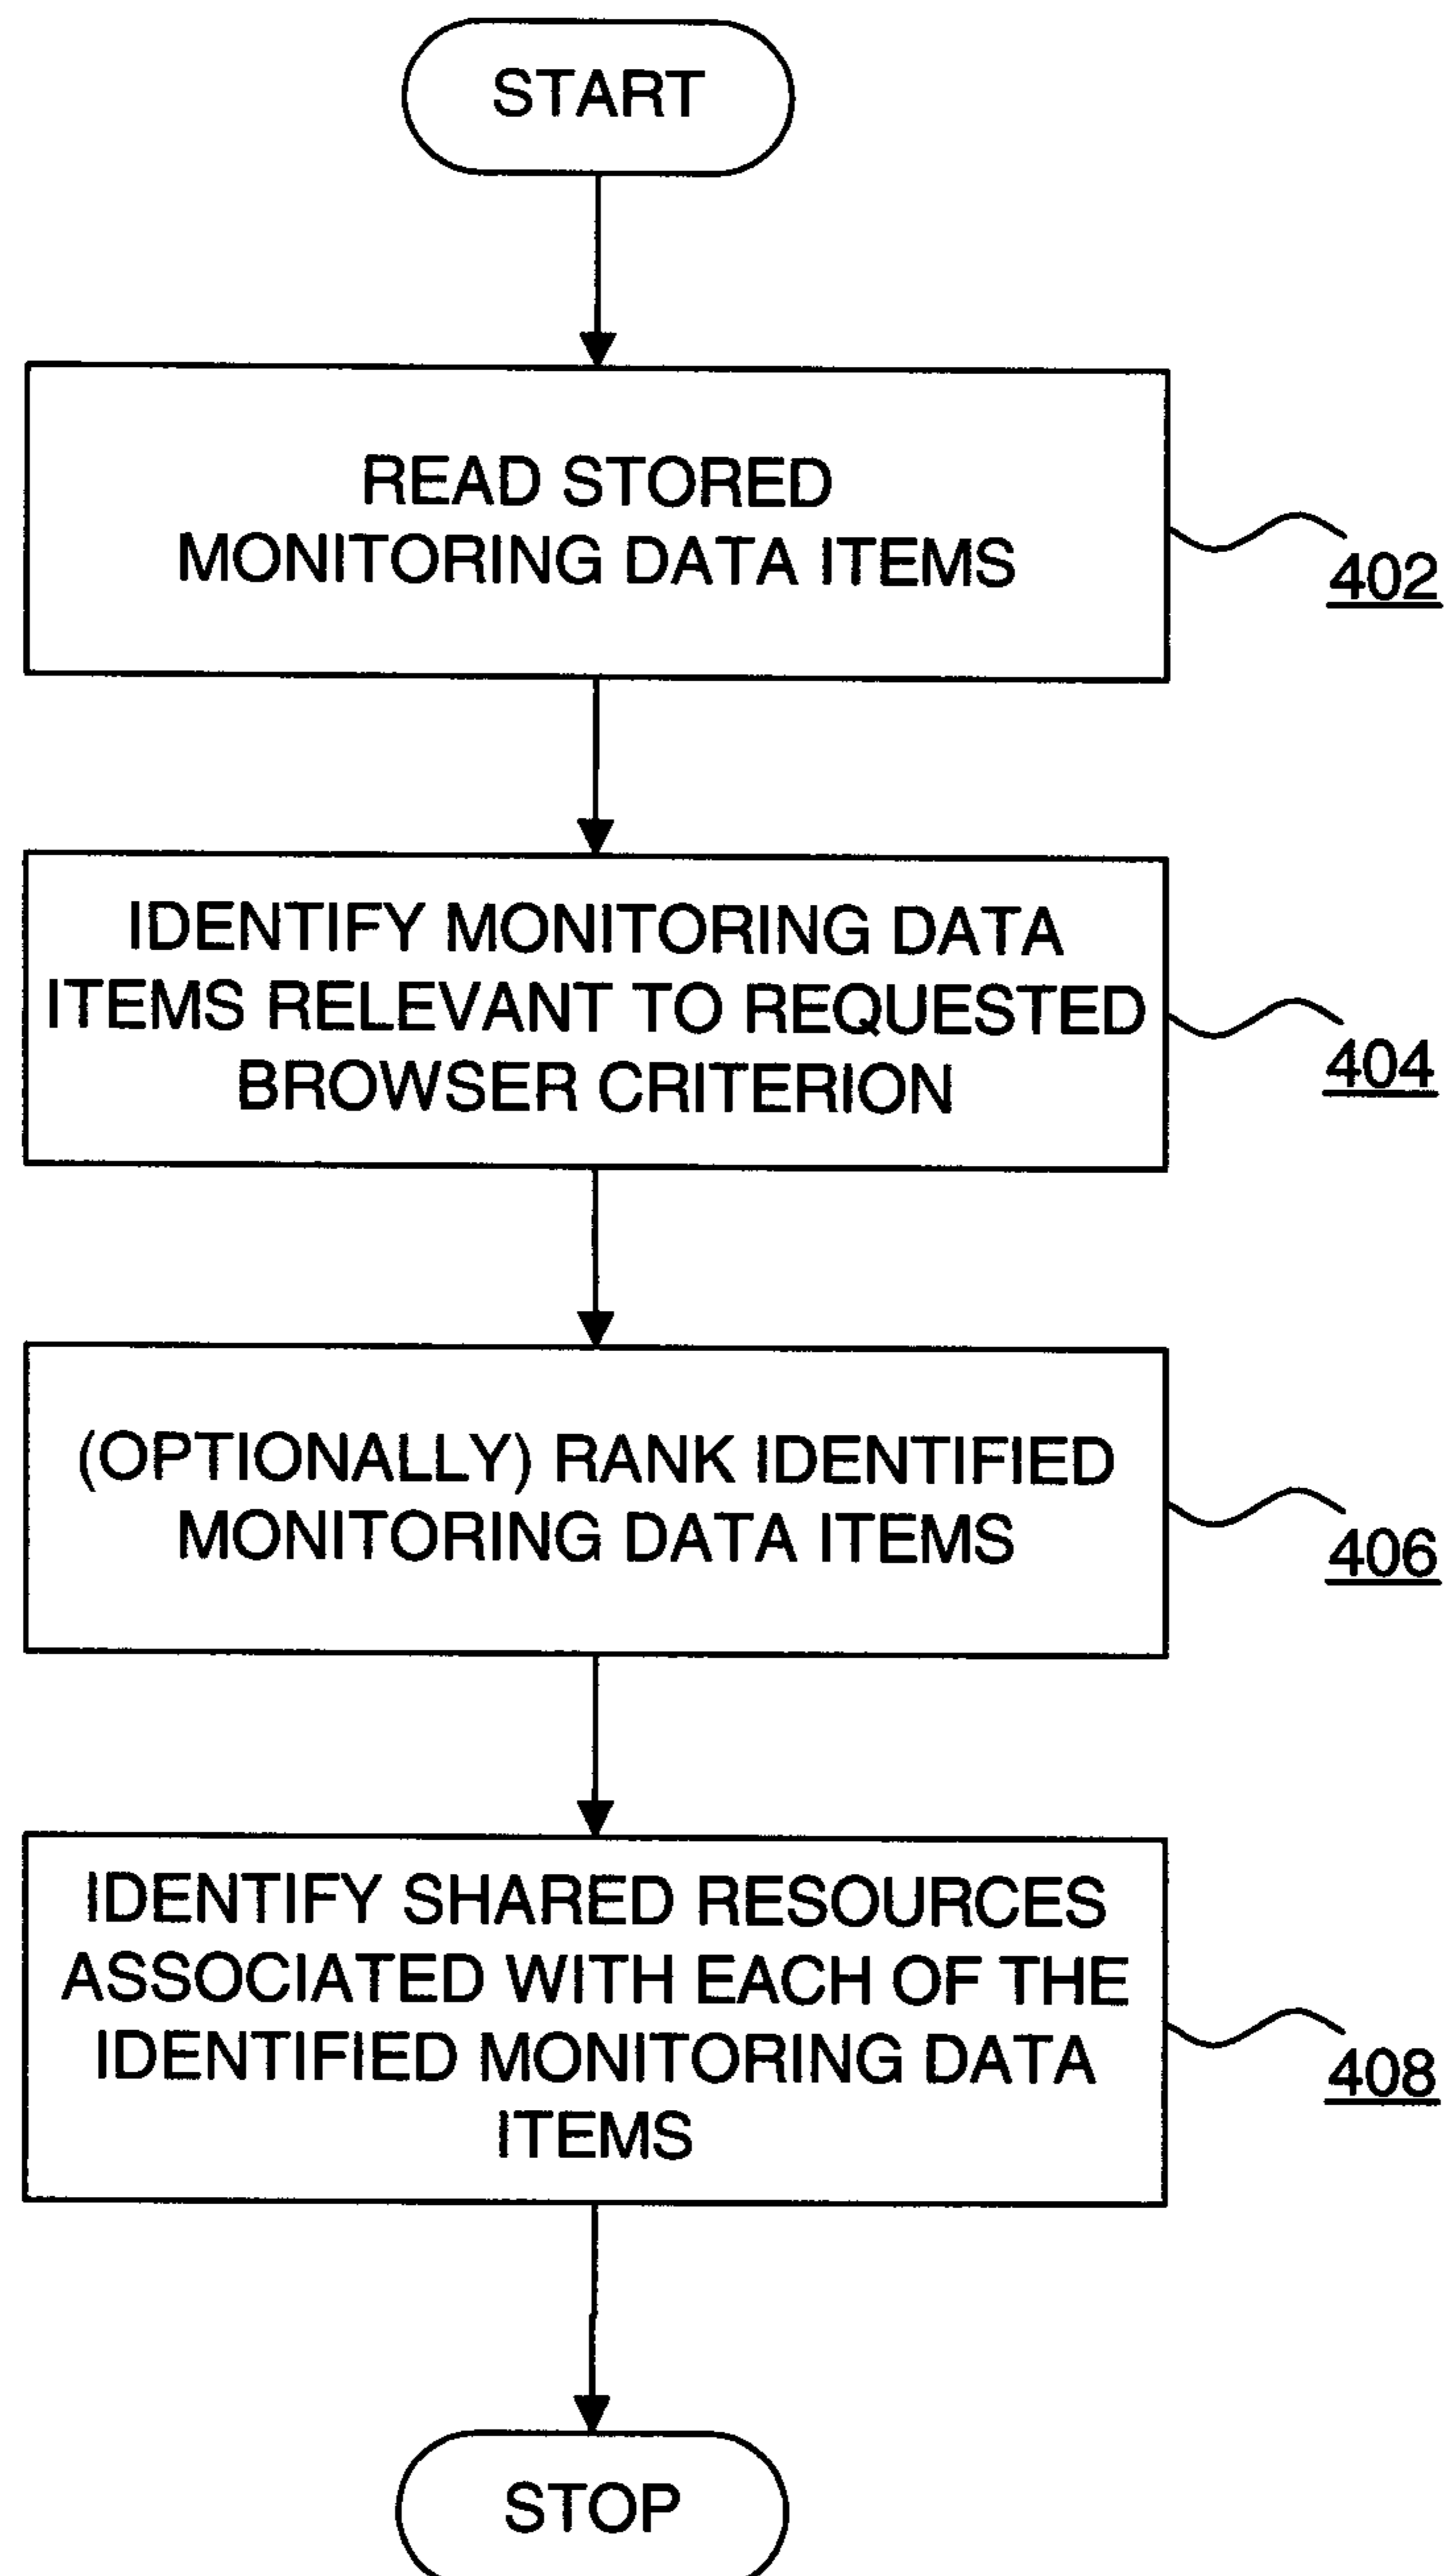 START
READ STORED
MONITORING DATA ITEMS
402
IDENTIFY MONITORING DATA
ITEMS RELEVANT TO REQUESTED
BROWSER CRITERION
404
(OPTIONALLY) RANK IDENTIFIED
MONITORING DATA ITEMS
406
IDENTIFY SHARED RESOURCES
ASSOCIATED WITH EACH OF THE
IDENTIFIED MONITORING DATA
ITEMS
408
STOP